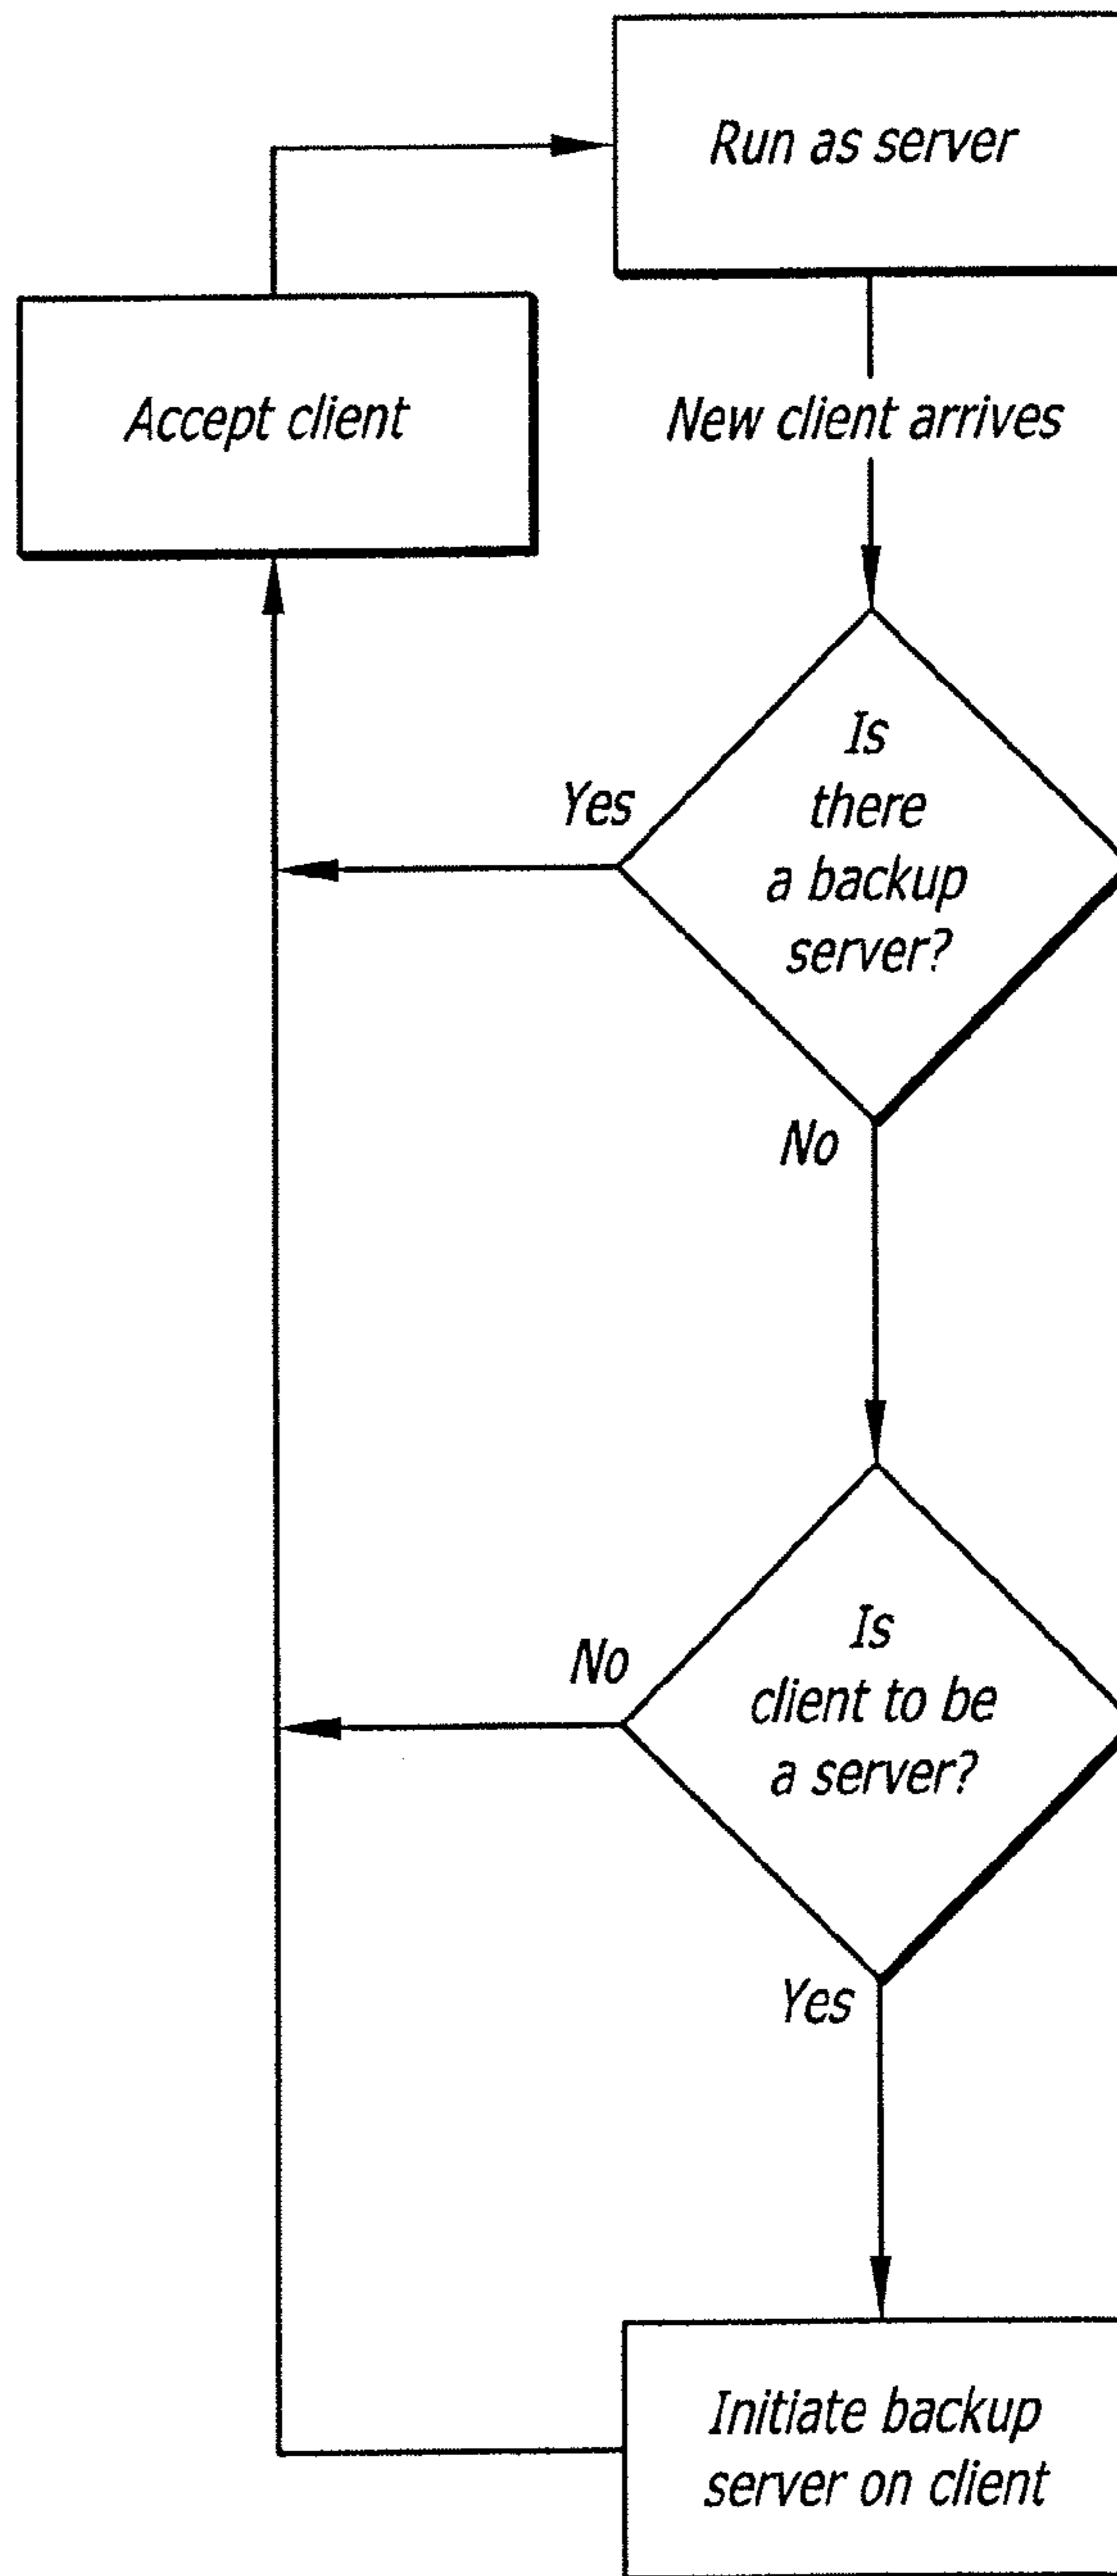 Run as server
Accept client
New client arrives
Is
there
a backup
server?
Yes
No
Is
client to be
a server?
No
Yes
Initiate backup
server on client